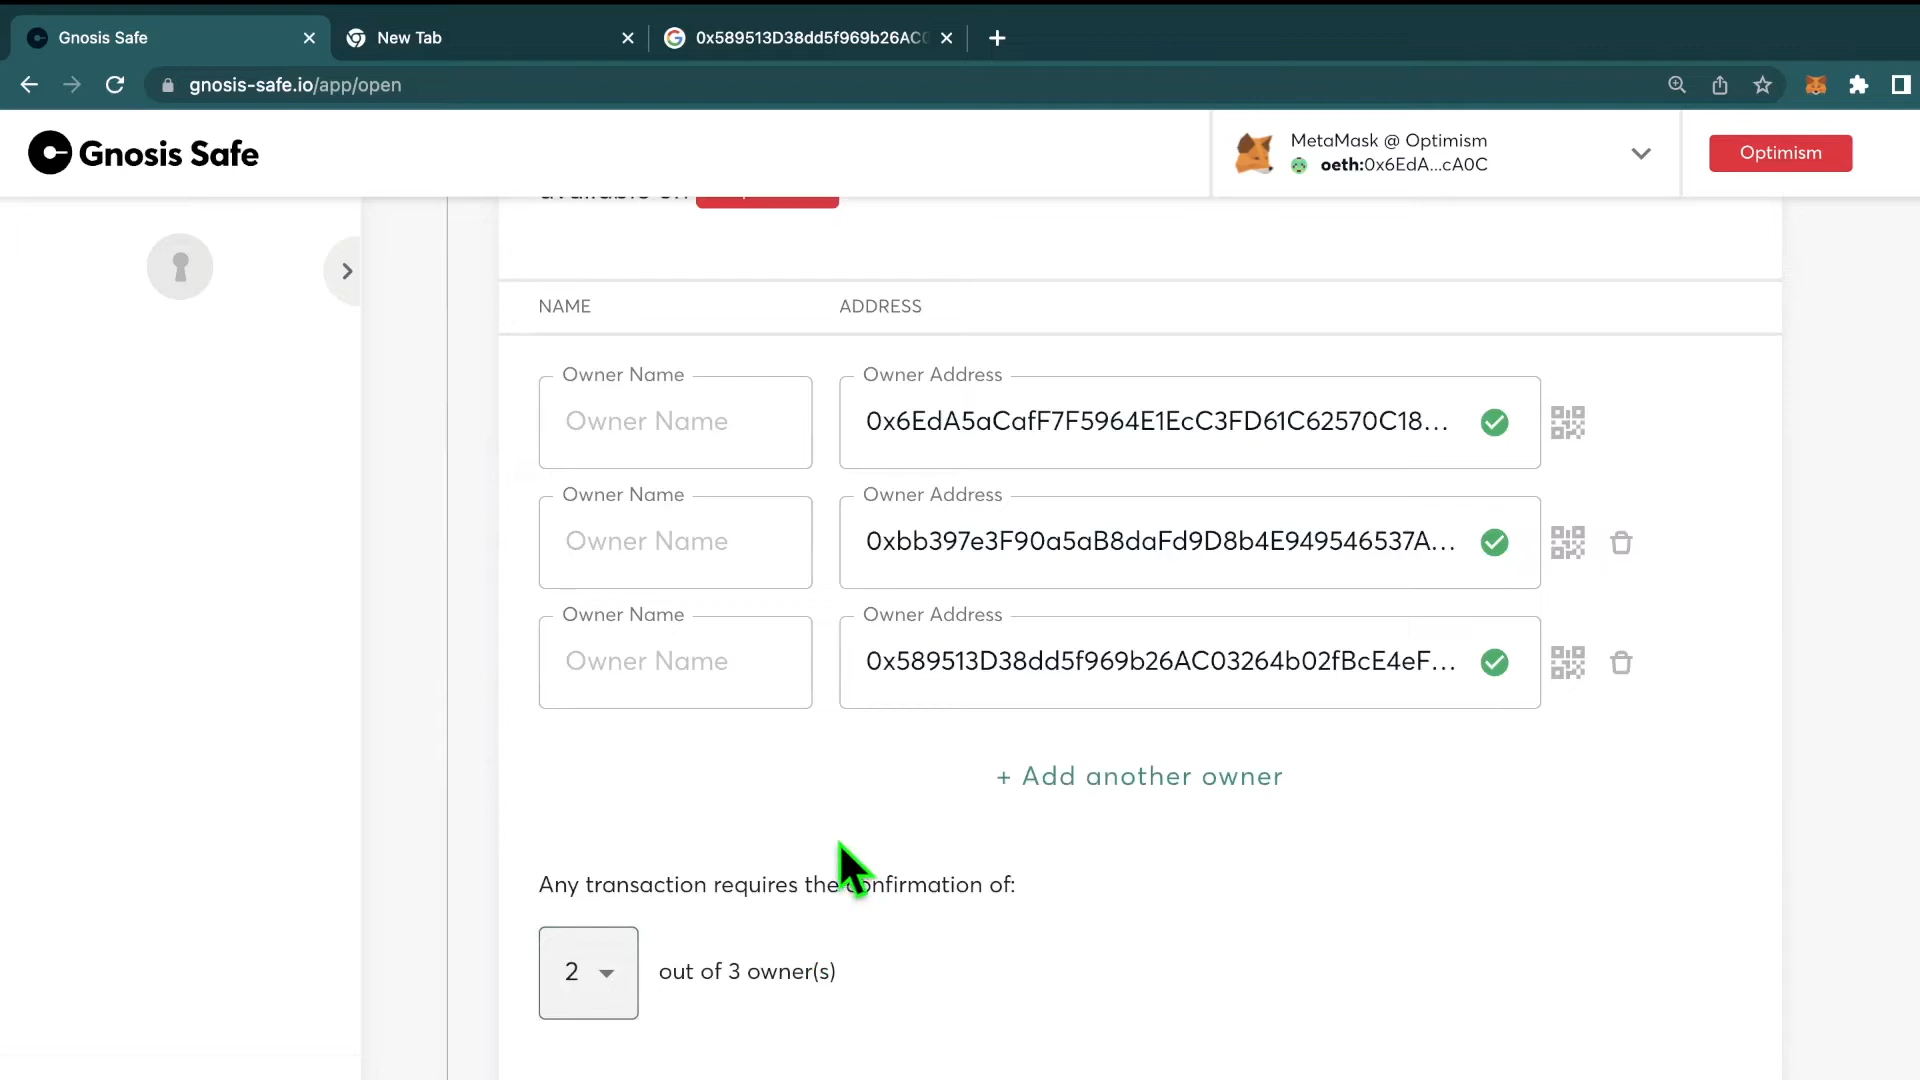 Gnosis Safe
New Tab
0x589513D38dd5f969b26AC0
gnosis-safe.io/app/open
Gnosis Safe
MetaMask @ Optimism
oeth:0x6EdA...cA0C
Optimism
NAME
ADDRESS
Owner Name
Owner Address
Owner Name
0x6EdA5aCafF7F5964E1EcC3FD61C62570C18...
Owner Name
Owner Address
Owner Name
0xbb397e3F90a5aB8daFd9D8b4E949546537A...
Owner Name
Owner Address
Owner Name
0x589513D38dd5f969b26AC03264b02fBcE4eF...
+ Add another owner
Any transaction requires the confirmation of:
2
out of 3 owner(s)